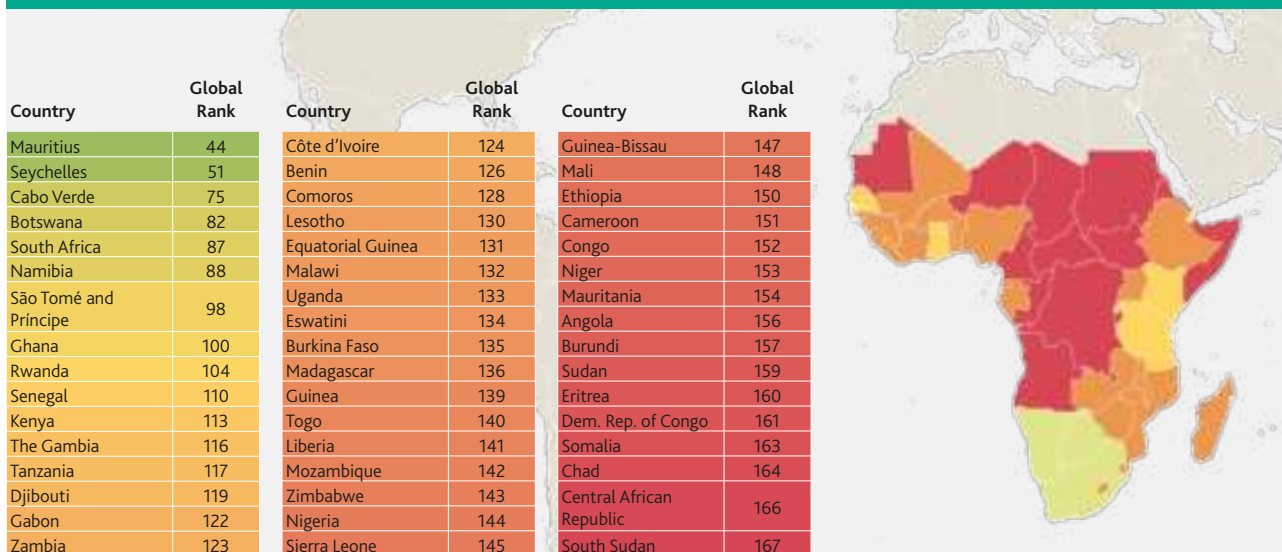 Country Global Rank
Mauritius 44
Seychelles 51
Cabo Verde 75
Botswana 82
South Africa 87
Namibia 88
São Tomé and
Príncipe 98
Ghana 100
Rwanda 104
Senegal 110
Kenya 113
The Gambia 116
Tanzania 117
Djibouti 119
Gabon 122
Zambia 123
Country Global Rank
Côte d'Ivoire 124
Benin 126
Comoros 128
Lesotho 130
Equatorial Guinea 131
Malawi 132
Uganda 133
Eswatini 134
Burkina Faso 135
Madagascar 136
Guinea 139
Togo 140
Liberia 141
Mozambique 142
Zimbabwe 143
Nigeria 144
Sierra Leone 145
Country Global Rank
Guinea-Bissau 147
Mali 148
Ethiopia 150
Cameroon 151
Congo 152
Niger 153
Mauritania 154
Angola 156
Burundi 157
Sudan 159
Eritrea 160
Dem. Rep. of Congo 161
Somalia 163
Chad 164
Central African
Republic 166
South Sudan 167